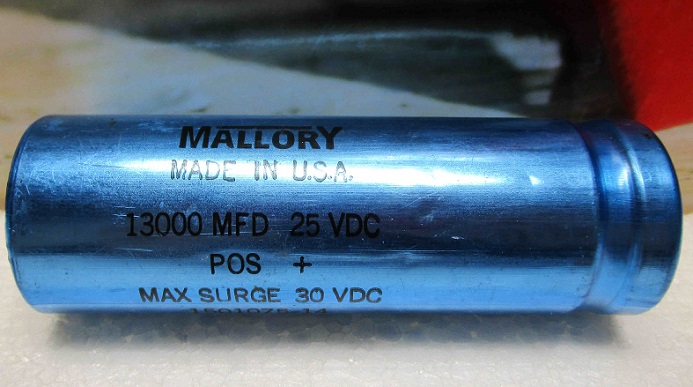 MALLORY
MADE IN U.S.A.
13000 MFD 25 VDC
POS +
MAX SURGE 30 VDC